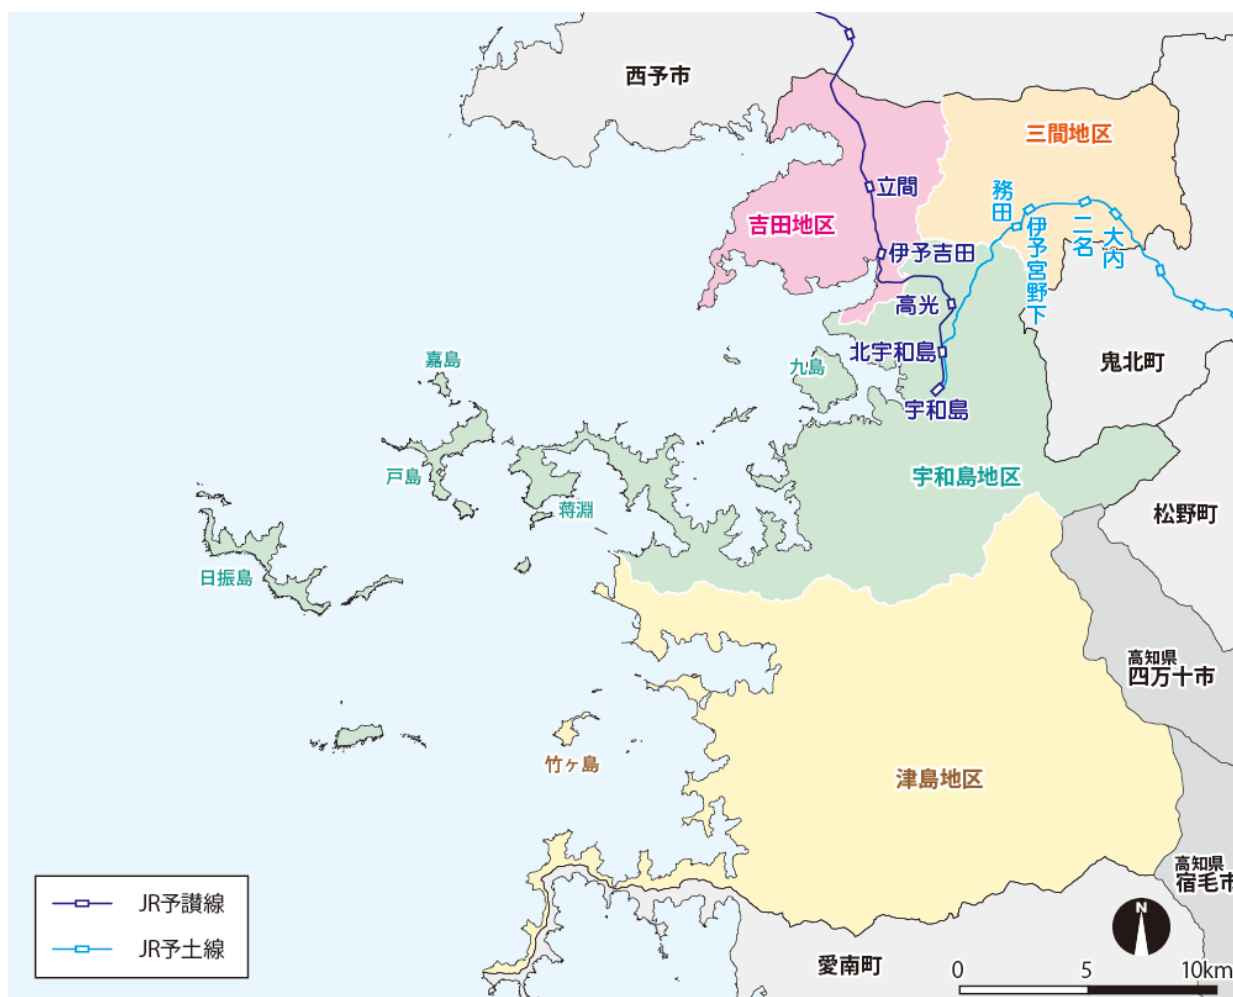 西予市
三間地区
立間
務田
吉田地区
伊予宮野下
二名
大内
伊予吉田
高光
北宇和島
嘉島
九島
鬼北町
宇和島
戸島
宇和島地区
蒋淵
松野町
日振島
高知県
四万十市
竹ヶ島
津島地区
高知県
宿毛市
JR予讃線
JR予土線
N
愛南町
0 5 10km